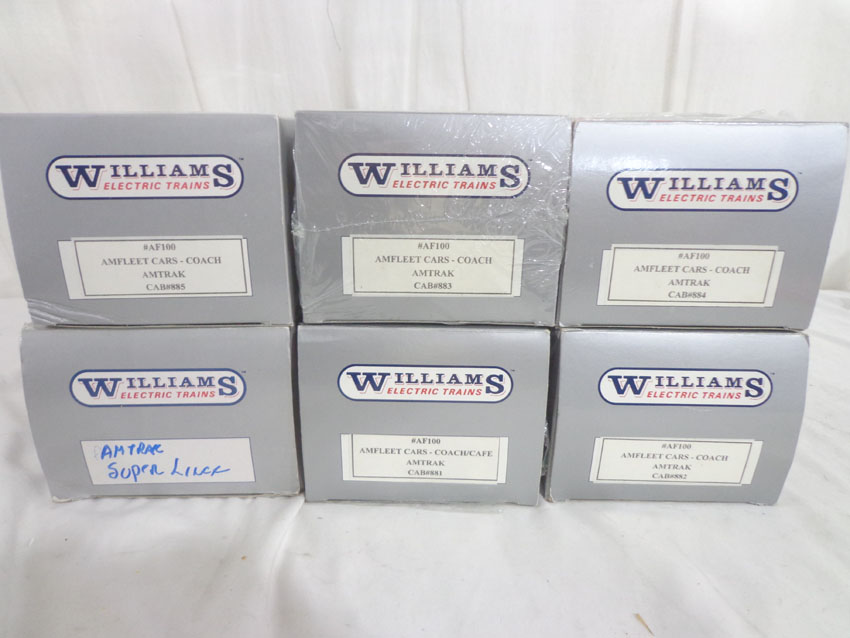 WILLIAMS
ELECTRIC TRAINS
#AF100
AMFLEET CARS - COACH
AMTRAK
CAB#885
WILLIAMS
ELECTRIC TRAINS
#AF100
AMFLEET CARS - COACH
AMTRAK
CAB#883
WILLIAMS
ELECTRIC TRAINS
#AF100
AMFLEET CARS - COACH
AMTRAK
CAB#884
WILLIAMS
ELECTRIC TRAINS
AMTRAK
SUPER
WILLIAMS
ELECTRIC TRAINS
#AF100
AMFLEET CARS - COACH/CAFE
AMTRAK
CAB#881
WILLIAMS
ELECTRIC TRAINS
#AF100
AMFLEET CARS - COACH
AMTRAK
CAB#882